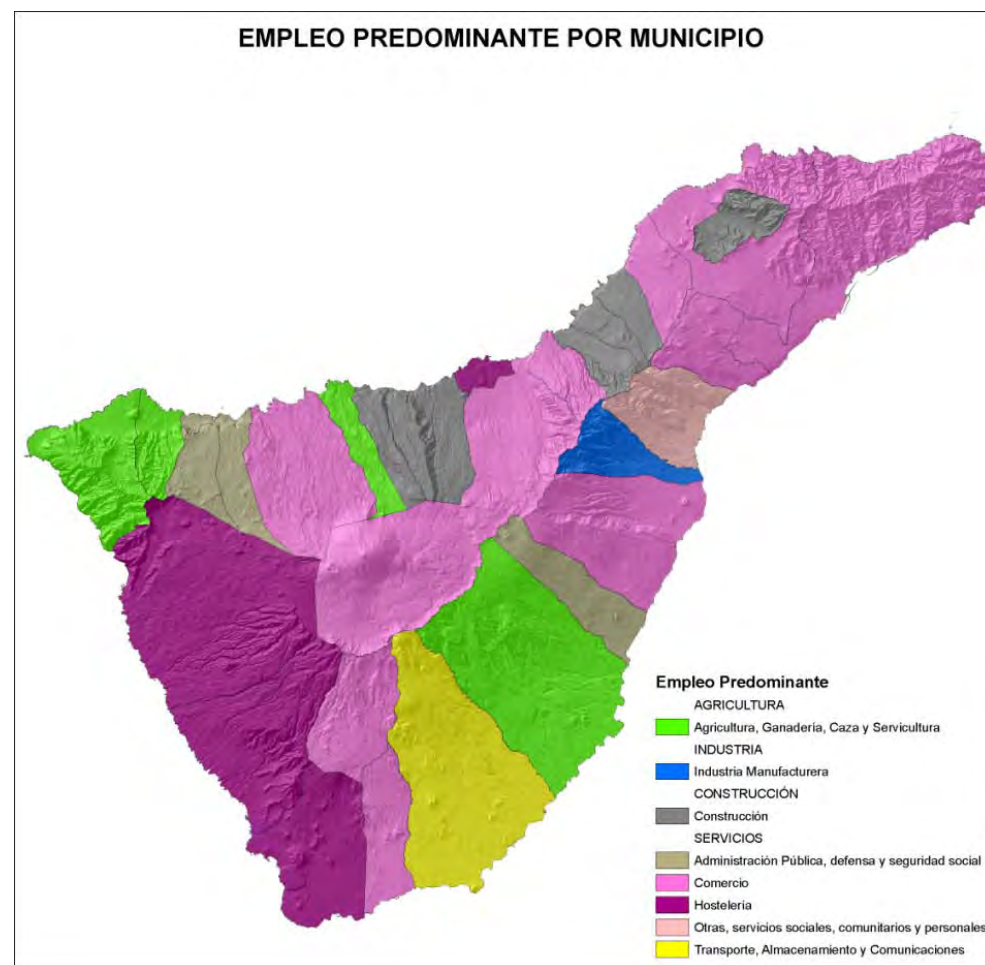 EMPLEO PREDOMINANTE POR MUNICIPIO
Empleo Predominante
AGRICULTURA
Agricultura, Ganadería, Caza y Servicultura
INDUSTRIA
Industria Manufacturera
CONSTRUCCIÓN
Construcción
SERVICIOS
Administración Pública, defensa y seguridad social
Comercio
Hosteleria
Otras, servicios sociales, comunitarios y personales
Transporte, Almacenamiento y Comunicaciones